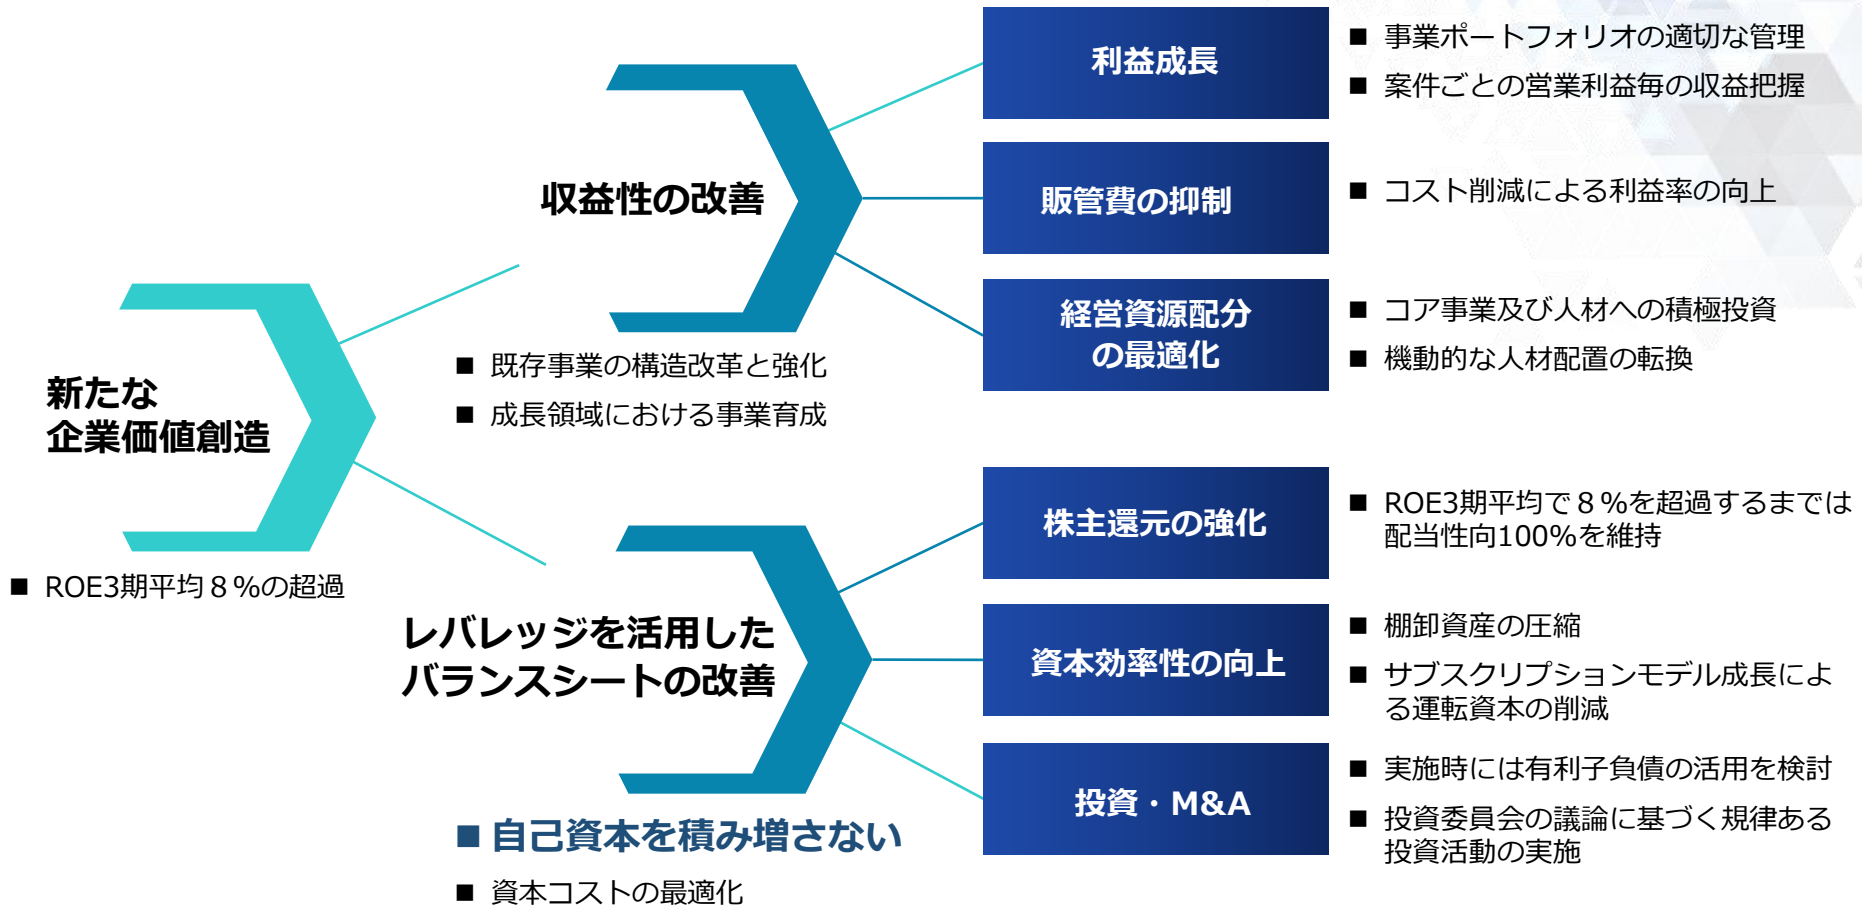 新たな
企業価値創造
■ ROE3期平均８%の超過
収益性の改善
■ 既存事業の構造改革と強化
■ 成長領域における事業育成
利益成長
■ 事業ポートフォリオの適切な管理
■ 案件ごとの営業利益毎の収益把握
販管費の抑制
■ コスト削減による利益率の向上
経営資源配分
の最適化
■ コア事業及び人材への積極投資
■ 機動的な人材配置の転換
レバレッジを活用した
バランスシートの改善
■ 自己資本を積み増さない
■ 資本コストの最適化
株主還元の強化
■ ROE3期平均で８%を超過するまでは
配当性向100%を維持
資本効率性の向上
■ 棚卸資産の圧縮
■ サブスクリプションモデル成長によ
る運転資本の削減
投資・M&A
■ 実施時には有利子負債の活用を検討
■ 投資委員会の議論に基づく規律ある
投資活動の実施